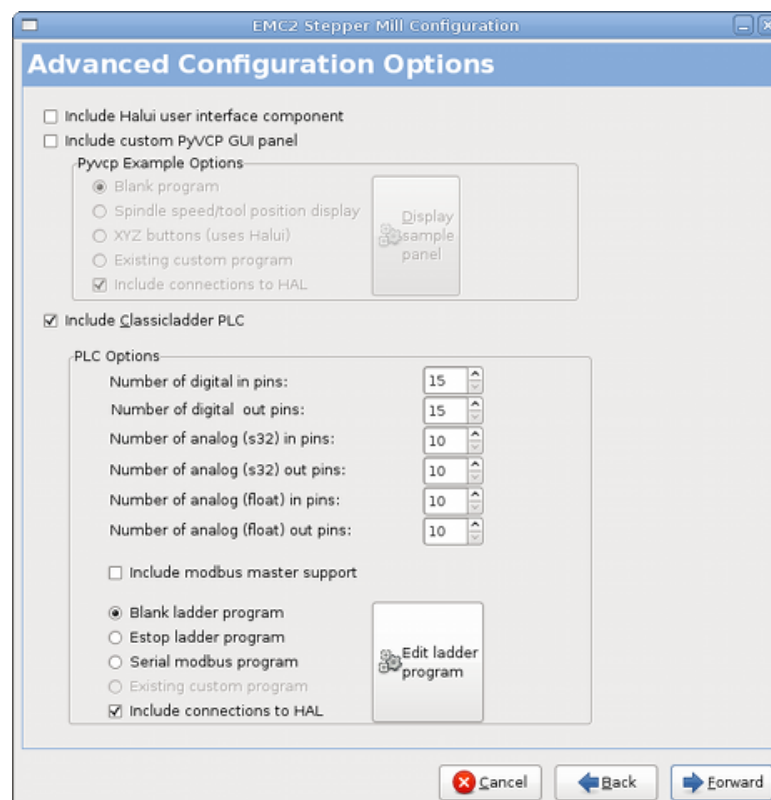 EMC2 Stepper Mill Configuration
Advanced Configuration Options
Include Halui user interface component
Include custom PyVCP GUI panel
Pyvcp Example Options
Blank program
Spindle speed/tool position display
XYZ buttons (uses Halui)
Existing custom program
Include connections to HAL
Display
sample
panel
Include Classicladder PLC
PLC Options
Number of digital in pins: 15
Number of digital  out pins: 15
Number of analog (s32) in pins: 10
Number of analog (s32) out pins: 10
Number of analog (float) in pins: 10
Number of analog (float) out pins: 10
Include modbus master support
Blank ladder program
Estop ladder program
Serial modbus program
Existing custom program
Include connections to HAL
Edit ladder
program
Cancel Back Forward